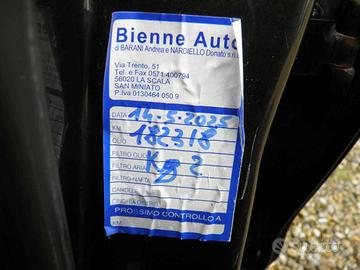 Bienne Auto
di BARANI Andrea e NARDIELLO Donato s.n.c.
Via Trento, 51
Tel. e Fax 0571 400794
56020 LA SCALA
SAN MINIATO
P.Iva 0130464 050 9
DATA 14-5-2025
KM. 182318
OLIO
FILTRO OLIO
FILTRO ARIA
FILTRO NAFTA
CANDELE
CINGHIA DISTRIB.
PROSSIMO CONTROLLO A
KM.
subito